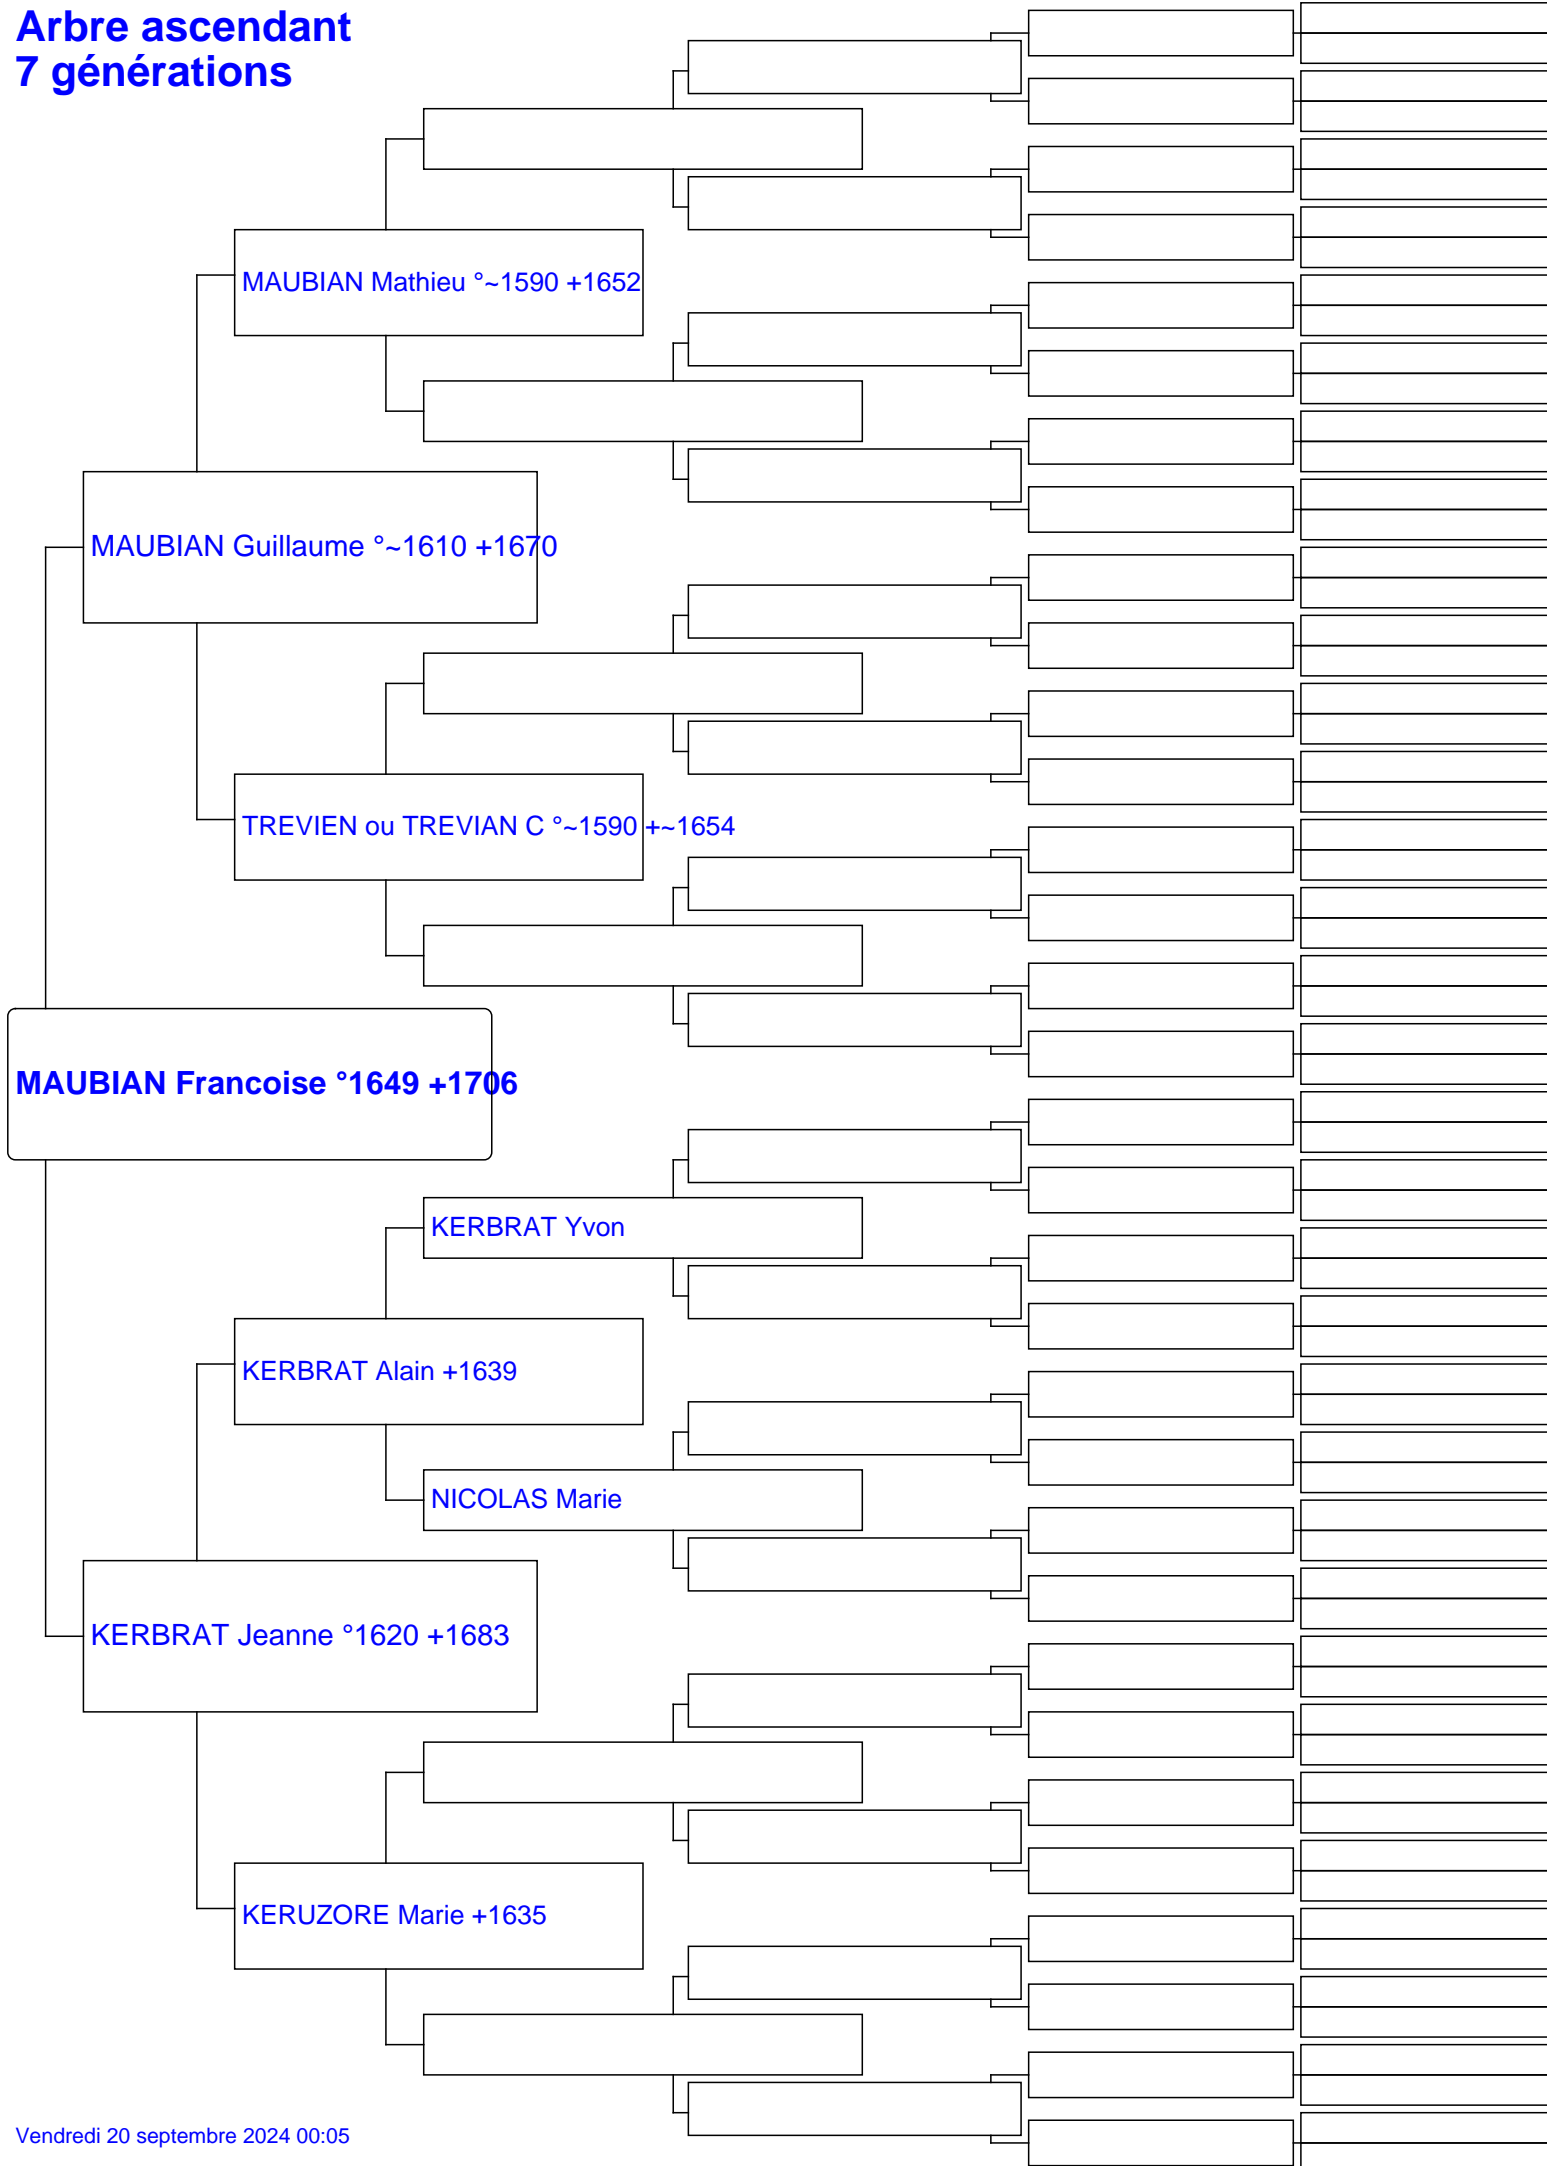 Arbre ascendant
7 générations
MAUBIAN Mathieu °~1590 +1652
MAUBIAN Guillaume °~1610 +1670
TREVIEN ou TREVIAN C °~1590 +~1654
MAUBIAN Francoise °1649 +1706
KERBRAT Yvon
KERBRAT Alain +1639
NICOLAS Marie
KERBRAT Jeanne °1620 +1683
KERUZORE Marie +1635
Vendredi 20 septembre 2024 00:05